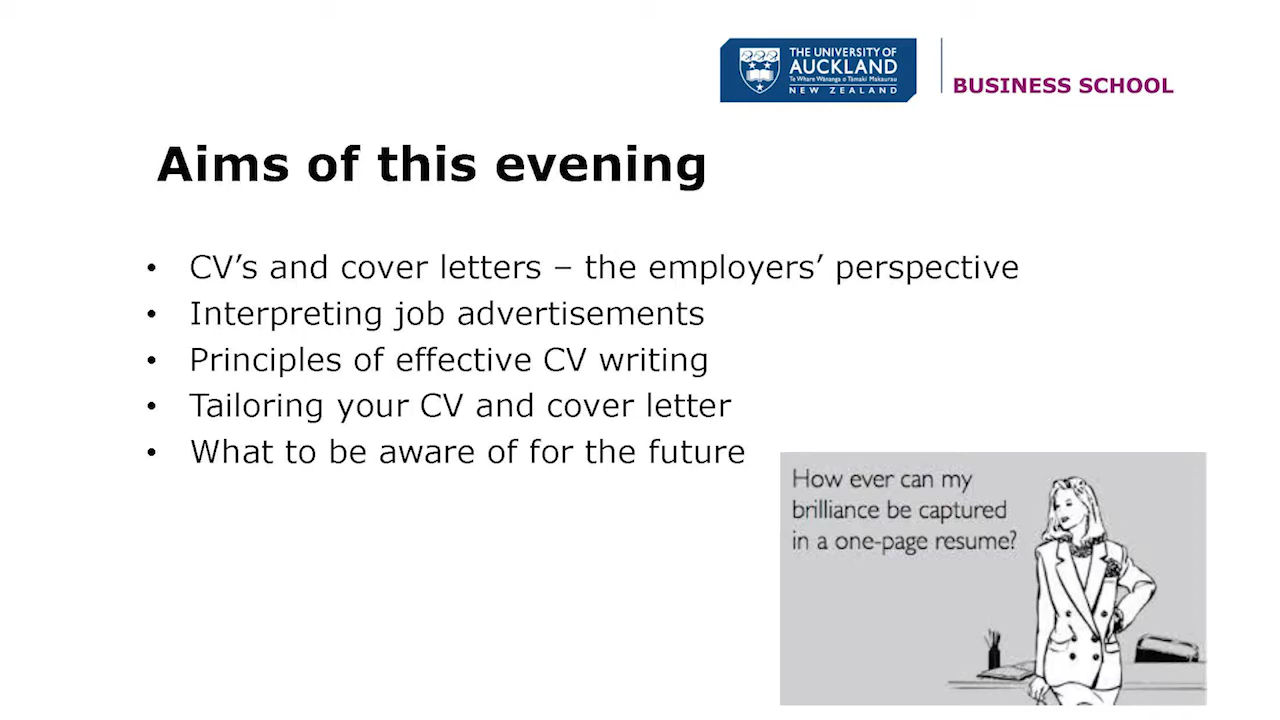 THE UNIVERSITY OF
AUCKLAND
Te Whare Wānanga o Tāmaki Makaurau
NEW ZEALAND
BUSINESS SCHOOL
Aims of this evening
• CV’s and cover letters – the employers’ perspective
• Interpreting job advertisements
• Principles of effective CV writing
• Tailoring your CV and cover letter
• What to be aware of for the future
How ever can my
brilliance be captured
in a one-page resume?